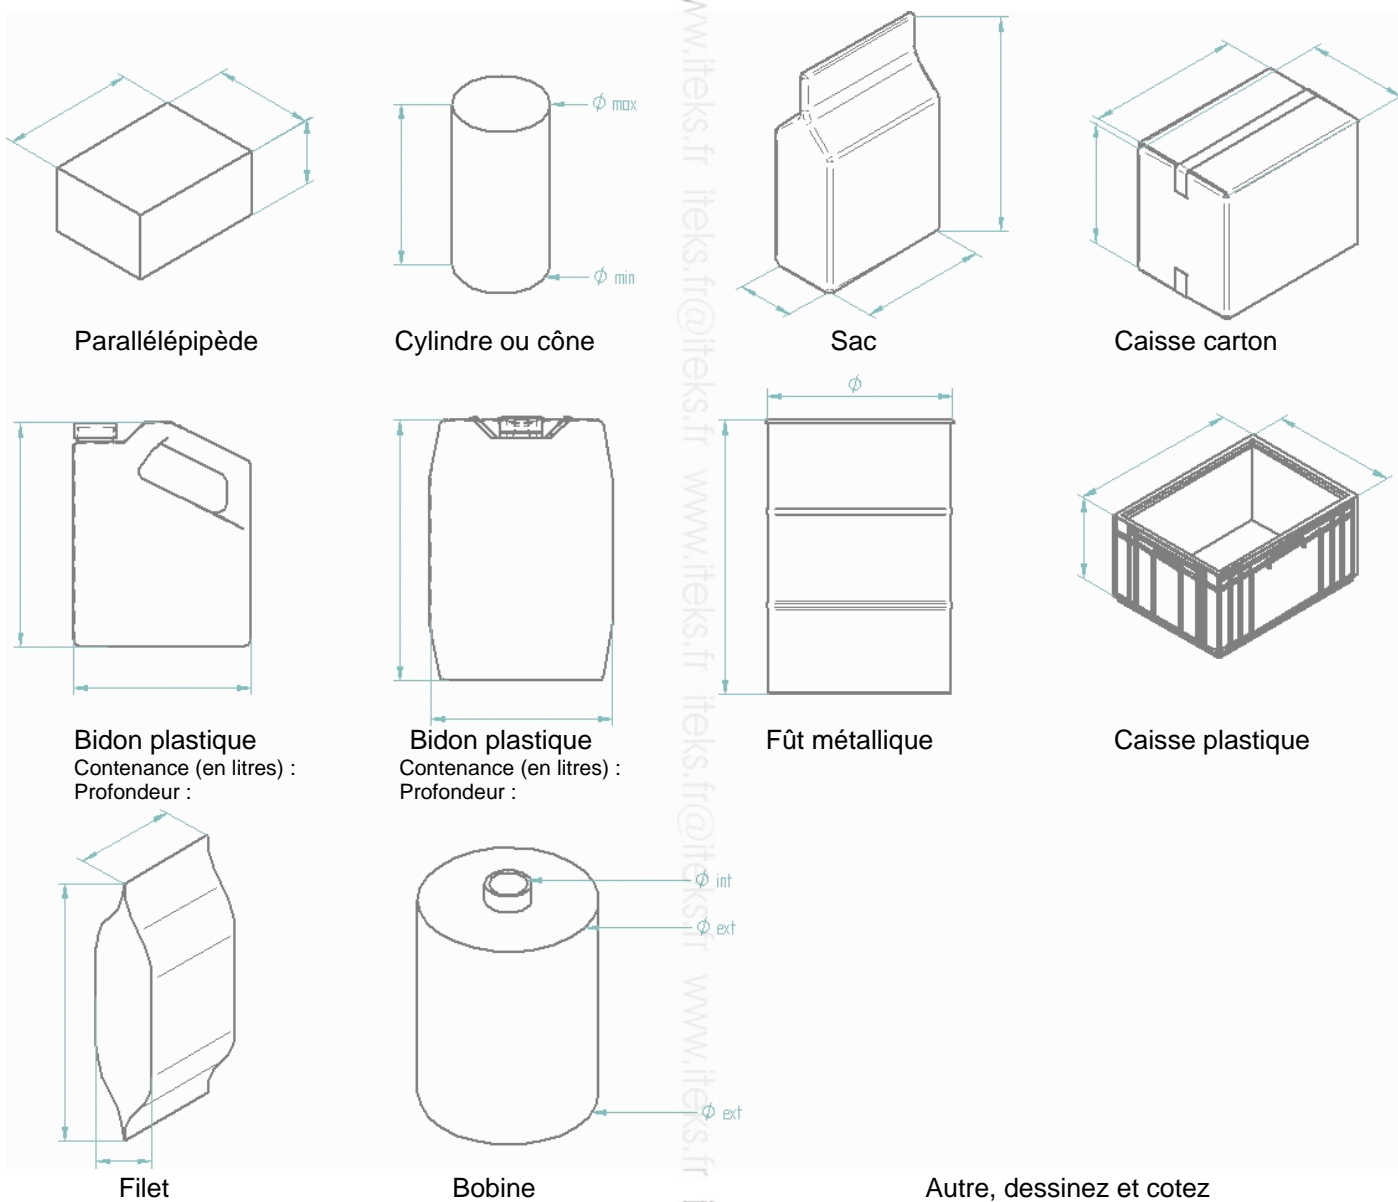 ϕ max
ϕ min
Parallélépipède
Cylindre ou cône
Sac
Caisse carton
ϕ
Bidon plastique
Contenance (en litres) :
Profondeur :
Bidon plastique
Contenance (en litres) :
Profondeur :
Fût métallique
Caisse plastique
ϕ int
ϕ ext
ϕ ext
Filet
Bobine
Autre, dessinez et cotez
www.iteks.fr iteks.fr@iteks.fr www.iteks.fr iteks.fr@iteks.fr www.iteks.fr